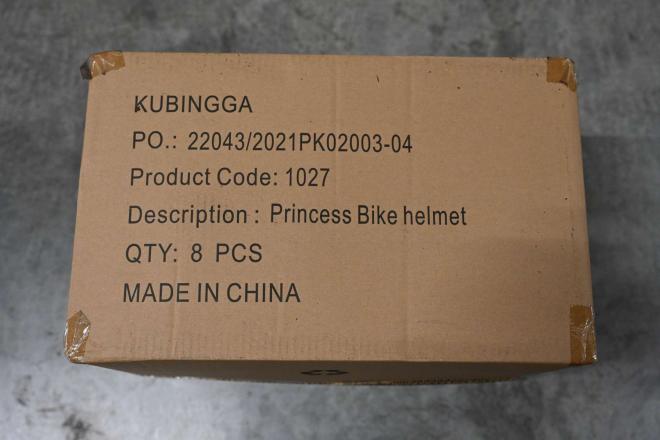 KUBINGGA
PO.: 22043/2021PK02003-04
Product Code: 1027
Description : Princess Bike helmet
QTY: 8 PCS
MADE IN CHINA